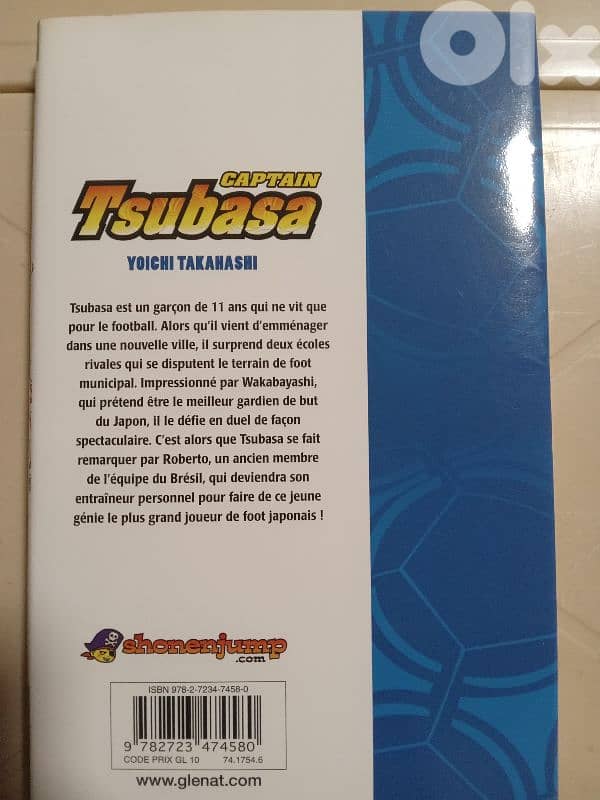 olx
CAPTAIN
Tsubasa
YOICHI TAKAHASHI
Tsubasa est un garçon de 11 ans qui ne vit que
pour le football. Alors qu'il vient d'emménager
dans une nouvelle ville, il surprend deux écoles
rivales qui se disputent le terrain de foot
municipal. Impressionné par Wakabayashi,
qui prétend être le meilleur gardien de but
du Japon, il le défie en duel de façon
spectaculaire. C'est alors que Tsubasa se fait
remarquer par Roberto, un ancien membre
de l'équipe du Brésil, qui deviendra son
entraîneur personnel pour faire de ce jeune
génie le plus grand joueur de foot japonais !
shonenjump
.com
ISBN 978-2-7234-7458-0
9 782723 474580
CODE PRIX GL 10 74.1754.6
www.glenat.com